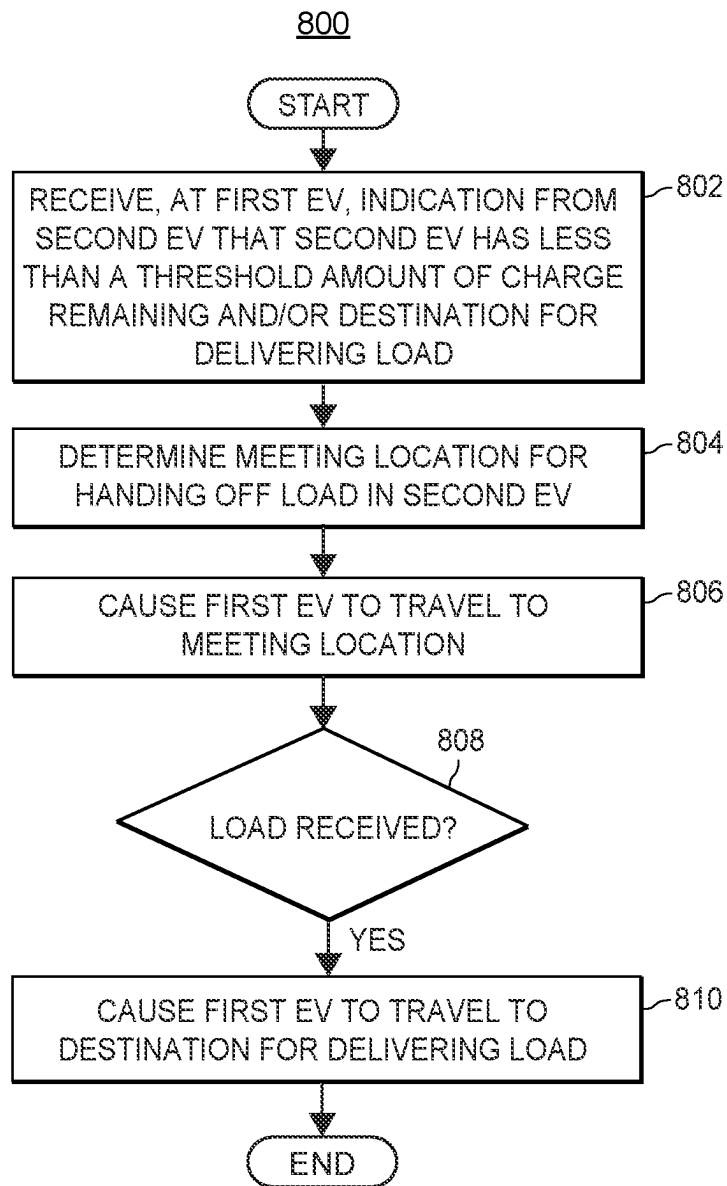 800
START
RECEIVE, AT FIRST EV, INDICATION FROM
SECOND EV THAT SECOND EV HAS LESS
THAN A THRESHOLD AMOUNT OF CHARGE
REMAINING AND/OR DESTINATION FOR
DELIVERING LOAD
802
DETERMINE MEETING LOCATION FOR
HANDING OFF LOAD IN SECOND EV
804
CAUSE FIRST EV TO TRAVEL TO
MEETING LOCATION
806
808
LOAD RECEIVED?
YES
CAUSE FIRST EV TO TRAVEL TO
DESTINATION FOR DELIVERING LOAD
810
END